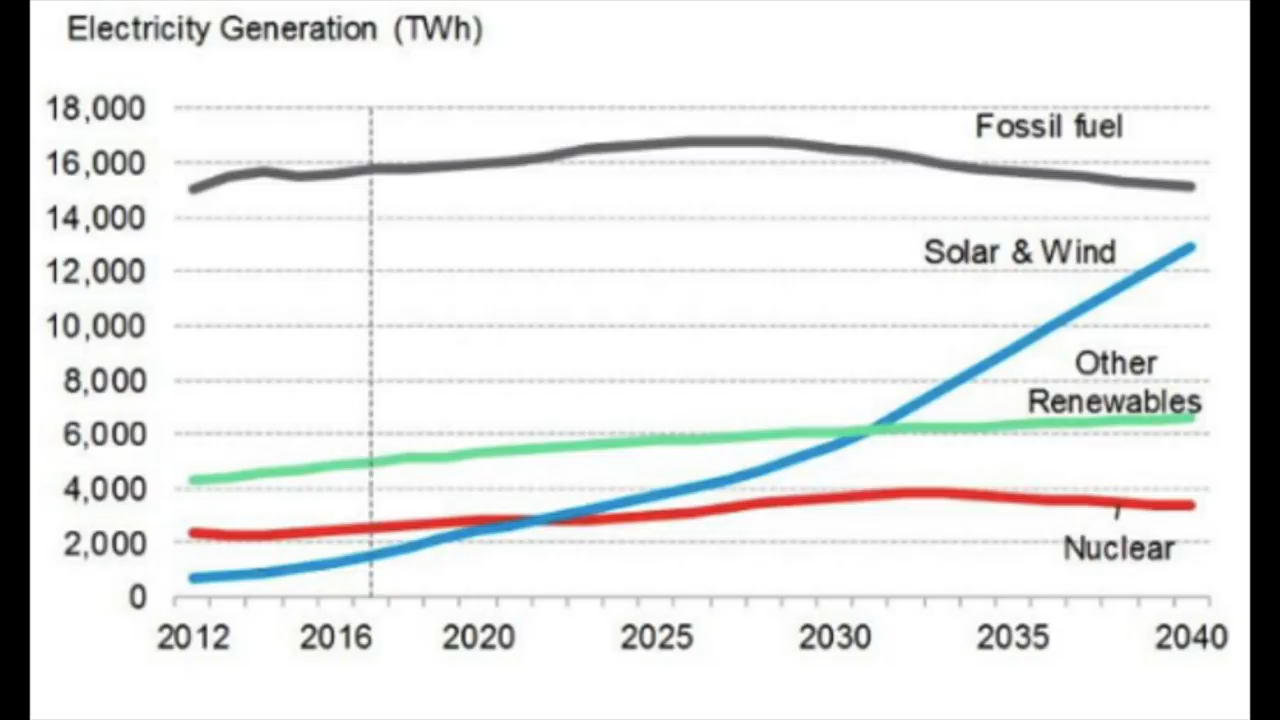 Electricity Generation (TWh)
18,000
Fossil fuel
16,000
14,000
Solar & Wind
12,000
10,000
Other
8,000
Renewables
6,000
4,000
2,000
Nuclear
0
2012 2016 2020 2025 2030 2035 2040